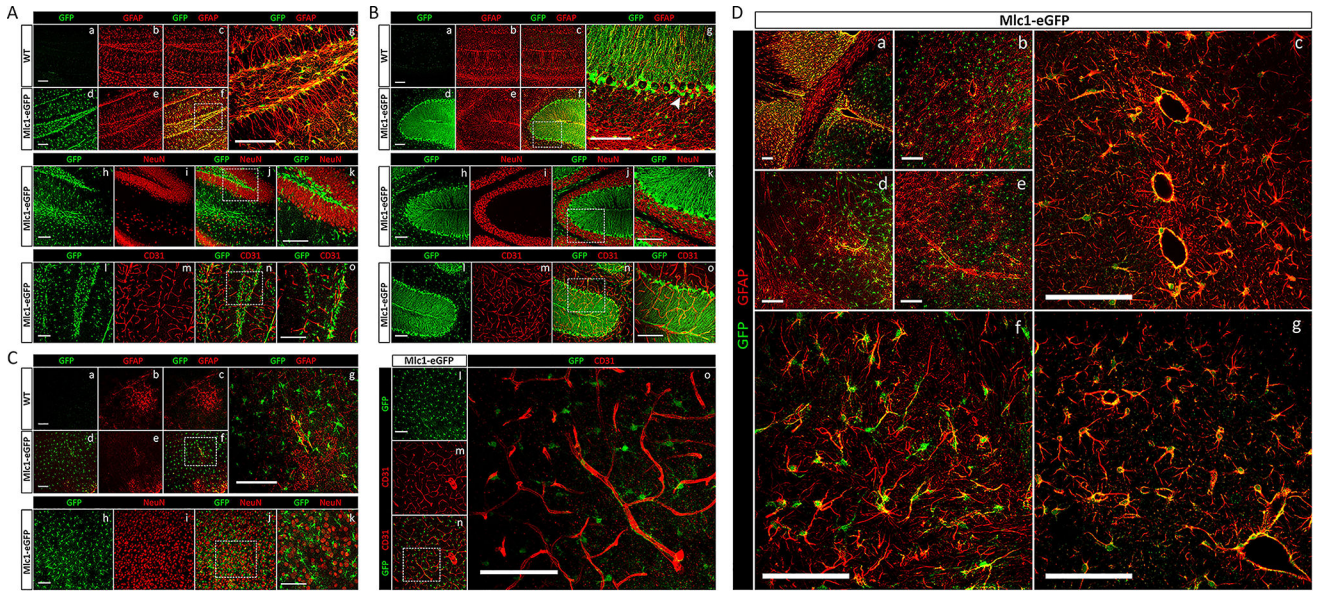 A
GFP GFAP GFP GFAP
WT
a b c g
Mlc1-eGFP
d e f
GFP NeuN GFP NeuN GFP NeuN
Mlc1-eGFP
h i j k
GFP CD31 GFP CD31 GFP CD31
Mlc1-eGFP
l m n o
B
GFP GFAP GFP GFAP GFP GFAP
WT
a b c g
Mlc1-eGFP
d e f
GFP NeuN GFP NeuN GFP NeuN
Mlc1-eGFP
h i j k
GFP CD31 GFP CD31 GFP CD31
Mlc1-eGFP
l m n o
C
GFP GFAP GFP GFAP GFP GFAP
WT
a b c g
Mlc1-eGFP
d e f
GFP NeuN GFP NeuN GFP NeuN
Mlc1-eGFP
h i j k
Mlc1-eGFP
GFP CD31
GFP
l o
CD31
m
GFP CD31
n
D
Mlc1-eGFP
GFP GFAP
a b c
d e
f g